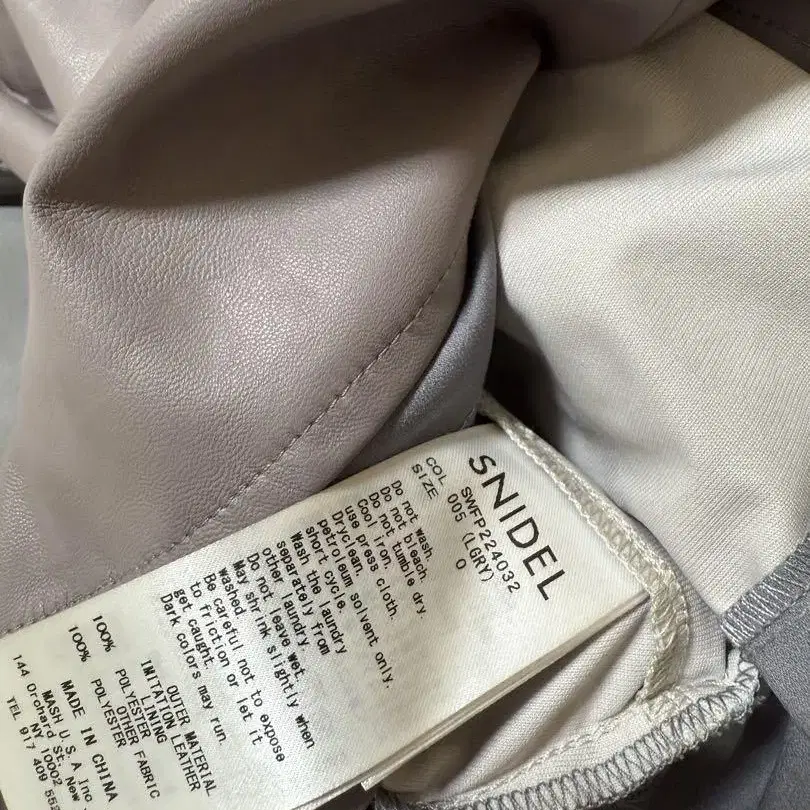 SNIDEL
SWFP224032
COL 005 (LGRY)
SIZE 0
Do not wash.
Do not bleach.
Do not tumble dry.
Cool iron.
use press cloth.
Dryclean.
petroleum solvent only.
short cycle.
Wash the laundry
separately from
other laundry
Do not leave wet.
May shrink slightly when
washed.
Be careful not to expose
to friction or let it
get caught.
Dark colors may run.
OUTER MATERIAL
IMITATION LEATHER
LINING
100% POLYESTER
OTHER FABRIC
100% POLYESTER
MADE IN CHINA
MASH U.S.A Inc.
144 Orchard St. New
NY 10002
TEL 917 409 552